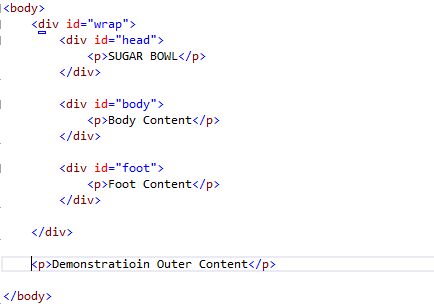 <body>
<div id="wrap">
<div id="head">
<p>SUGAR BOWL</p>
</div>
<div id="body">
<p>Body Content</p>
</div>
<div id="foot">
<p>Foot Content</p>
</div>
</div>
<p>Demonstratioin Outer Content</p>
</body>